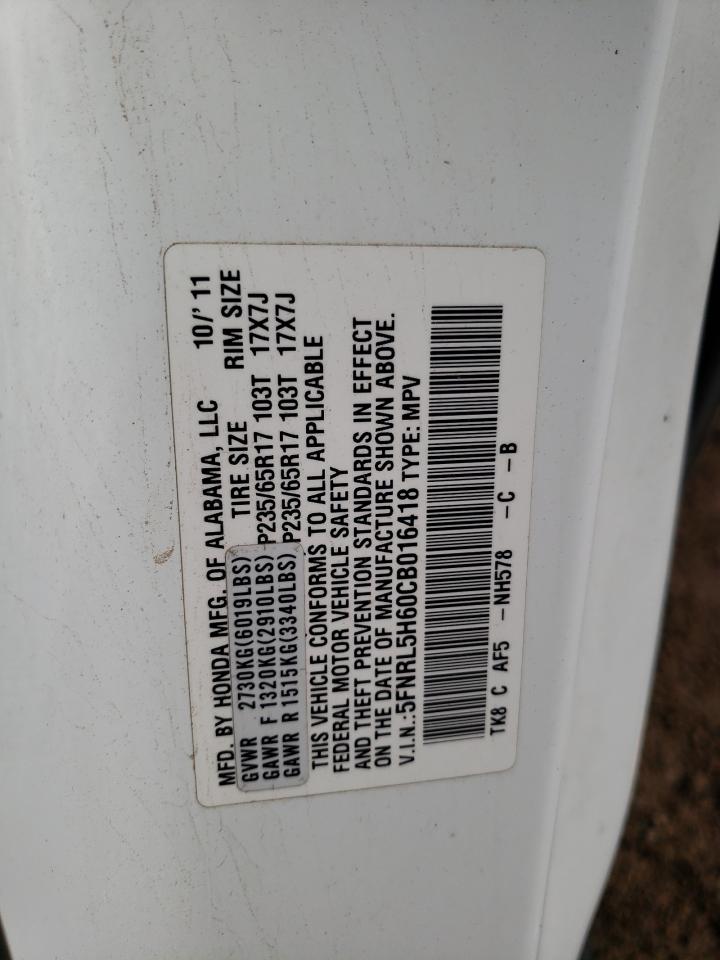 MFD. BY HONDA MFG. OF ALABAMA, LLC 10/'11
GVWR 2730KG(6019LBS) TIRE SIZE RIM SIZE
GAWR F 1320KG(2910LBS) P235/65R17 103T 17X7J
GAWR R 1515KG(3340LBS) P235/65R17 103T 17X7J
THIS VEHICLE CONFORMS TO ALL APPLICABLE
FEDERAL MOTOR VEHICLE SAFETY
AND THEFT PREVENTION STANDARDS IN EFFECT
ON THE DATE OF MANUFACTURE SHOWN ABOVE.
V.I.N.:5FNRL5H60CB016418 TYPE: MPV
TK8 C AF5 -NH578 -C -B